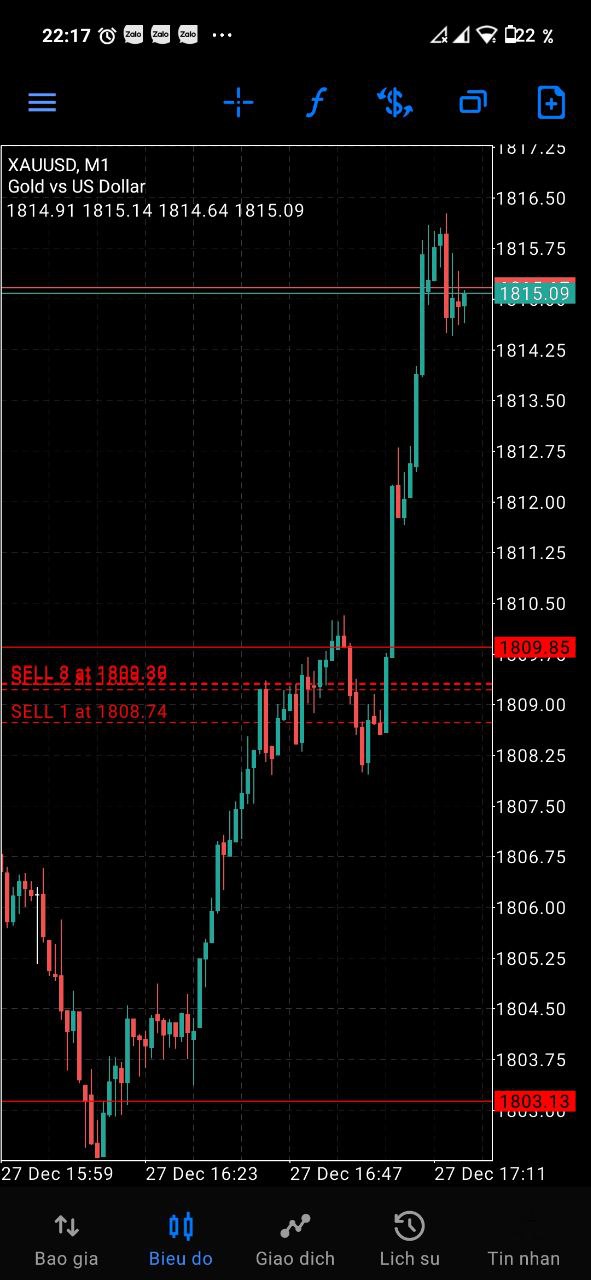 22:17 Zalo Zalo Zalo ... 22 %
XAUUSD, M1
Gold vs US Dollar
1814.91 1815.14 1814.64 1815.09
1817.25
1816.50
1815.75
1815.09
1814.25
1813.50
1812.75
1812.00
1811.25
1810.50
1809.85
SELL at
1809.00
SELL 1 at 1808.74
1808.25
1807.50
1806.75
1806.00
1805.25
1804.50
1803.75
1803.13
1803.00
27 Dec 15:59 27 Dec 16:23 27 Dec 16:47 27 Dec 17:11
Bao gia Bieu do Giao dich Lich su Tin nhan